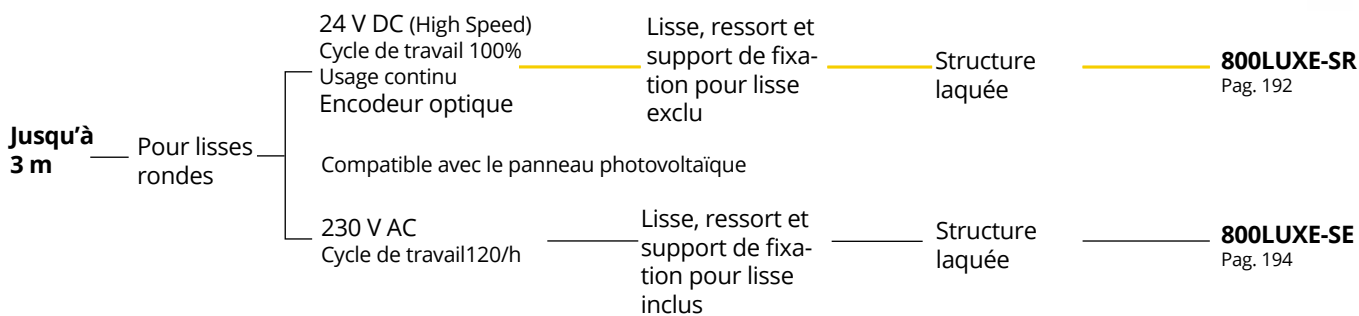 Jusqu'à
3 m
Pour lisses
rondes
24 V DC (High Speed)
Cycle de travail 100%
Usage continu
Encodeur optique
Lisse, ressort et
support de fixa-
tion pour lisse
exclu
Structure
laquée
800LUXE-SR
Pag. 192
Compatible avec le panneau photovoltaïque
230 V AC
Cycle de travail120/h
Lisse, ressort et
support de fixa-
tion pour lisse
inclus
Structure
laquée
800LUXE-SE
Pag. 194